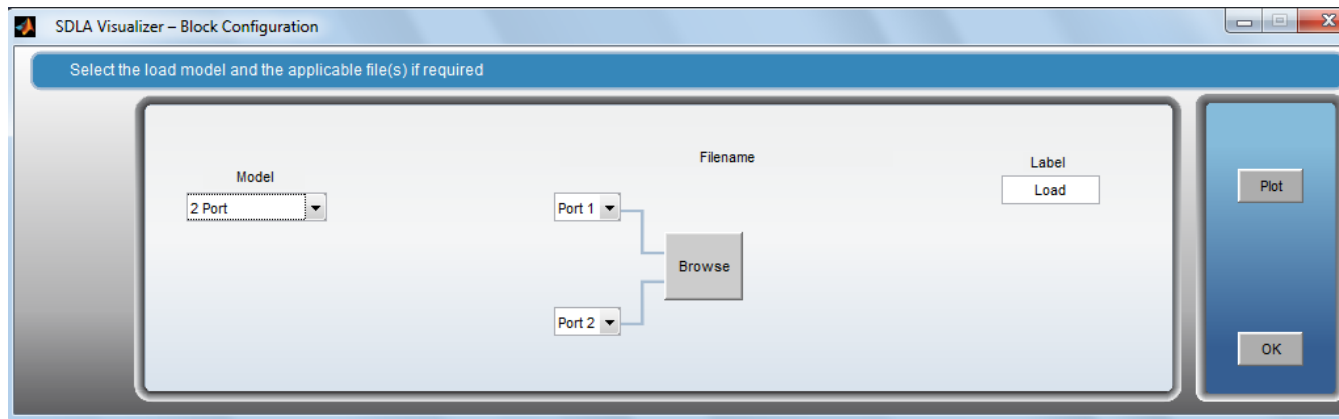 SDLA Visualizer – Block Configuration
Select the load model and the applicable file(s) if required
Filename
Label
Model
Load
Plot
2 Port
Port 1
Browse
Port 2
OK